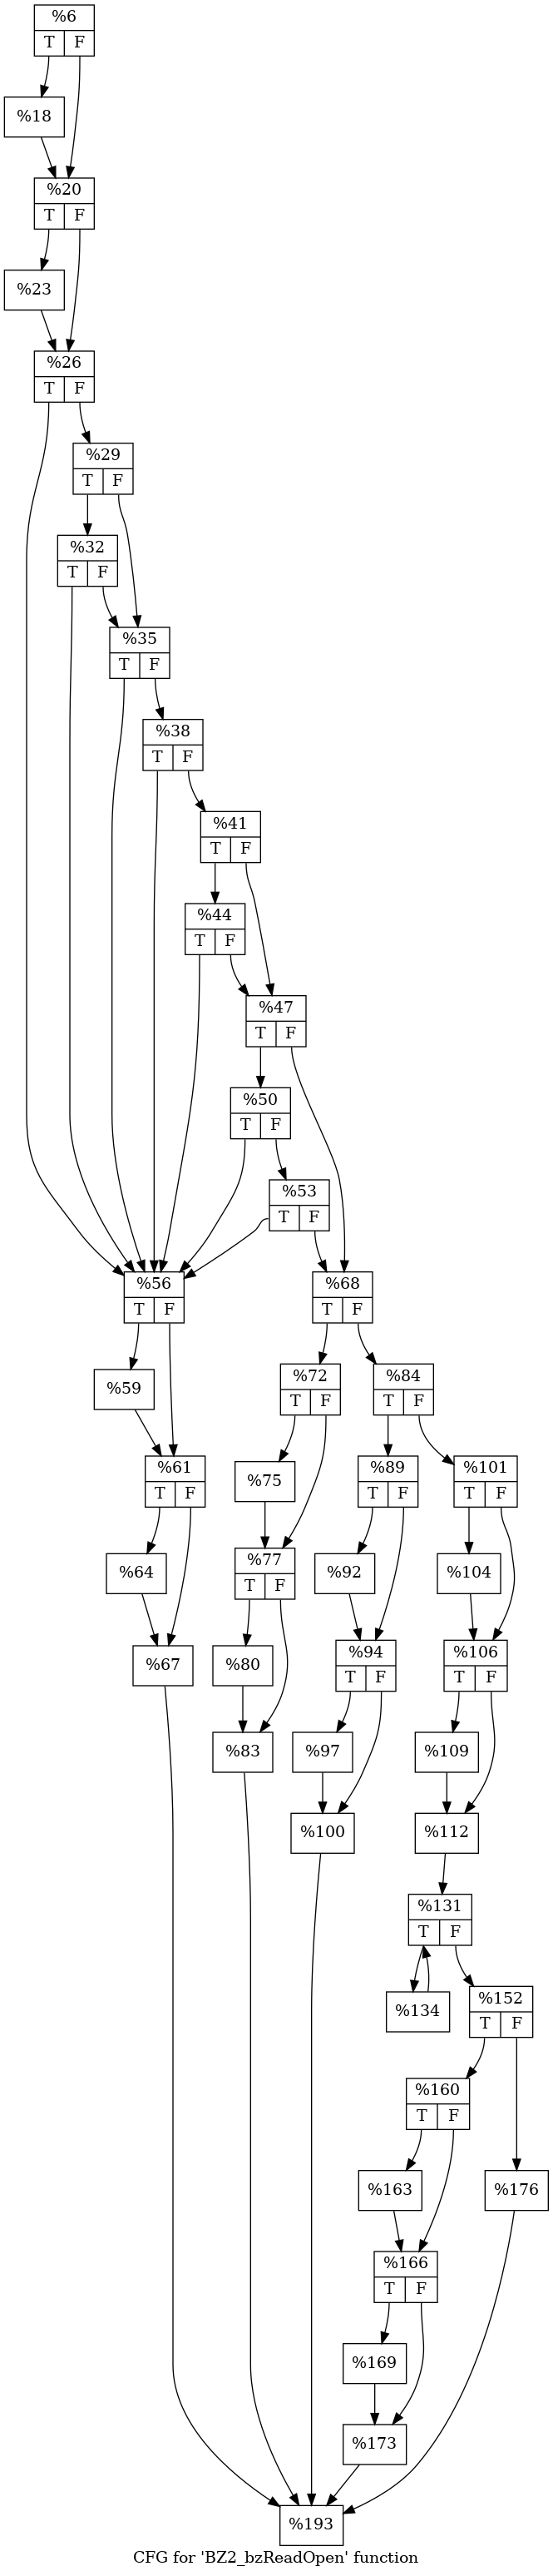 %6
T F
%18
%20
T F
%23
%26
T F
%29
T F
%32
T F
%35
T F
%38
T F
%41
T F
%44
T F
%47
T F
%50
T F
%53
T F
%56 %68
T F T F
%72 %84
T F T F
%59
%61 %89 %101
T F T F T F
%75
%77
T F
%64 %92 %104
%67 %94 %106
T F T F
%80
%83 %97 %109
%100 %112
%131
T F
%134
%152
T F
%160
T F
%163 %176
%166
T F
%169
%173
%193
CFG for 'BZ2_bzReadOpen' function